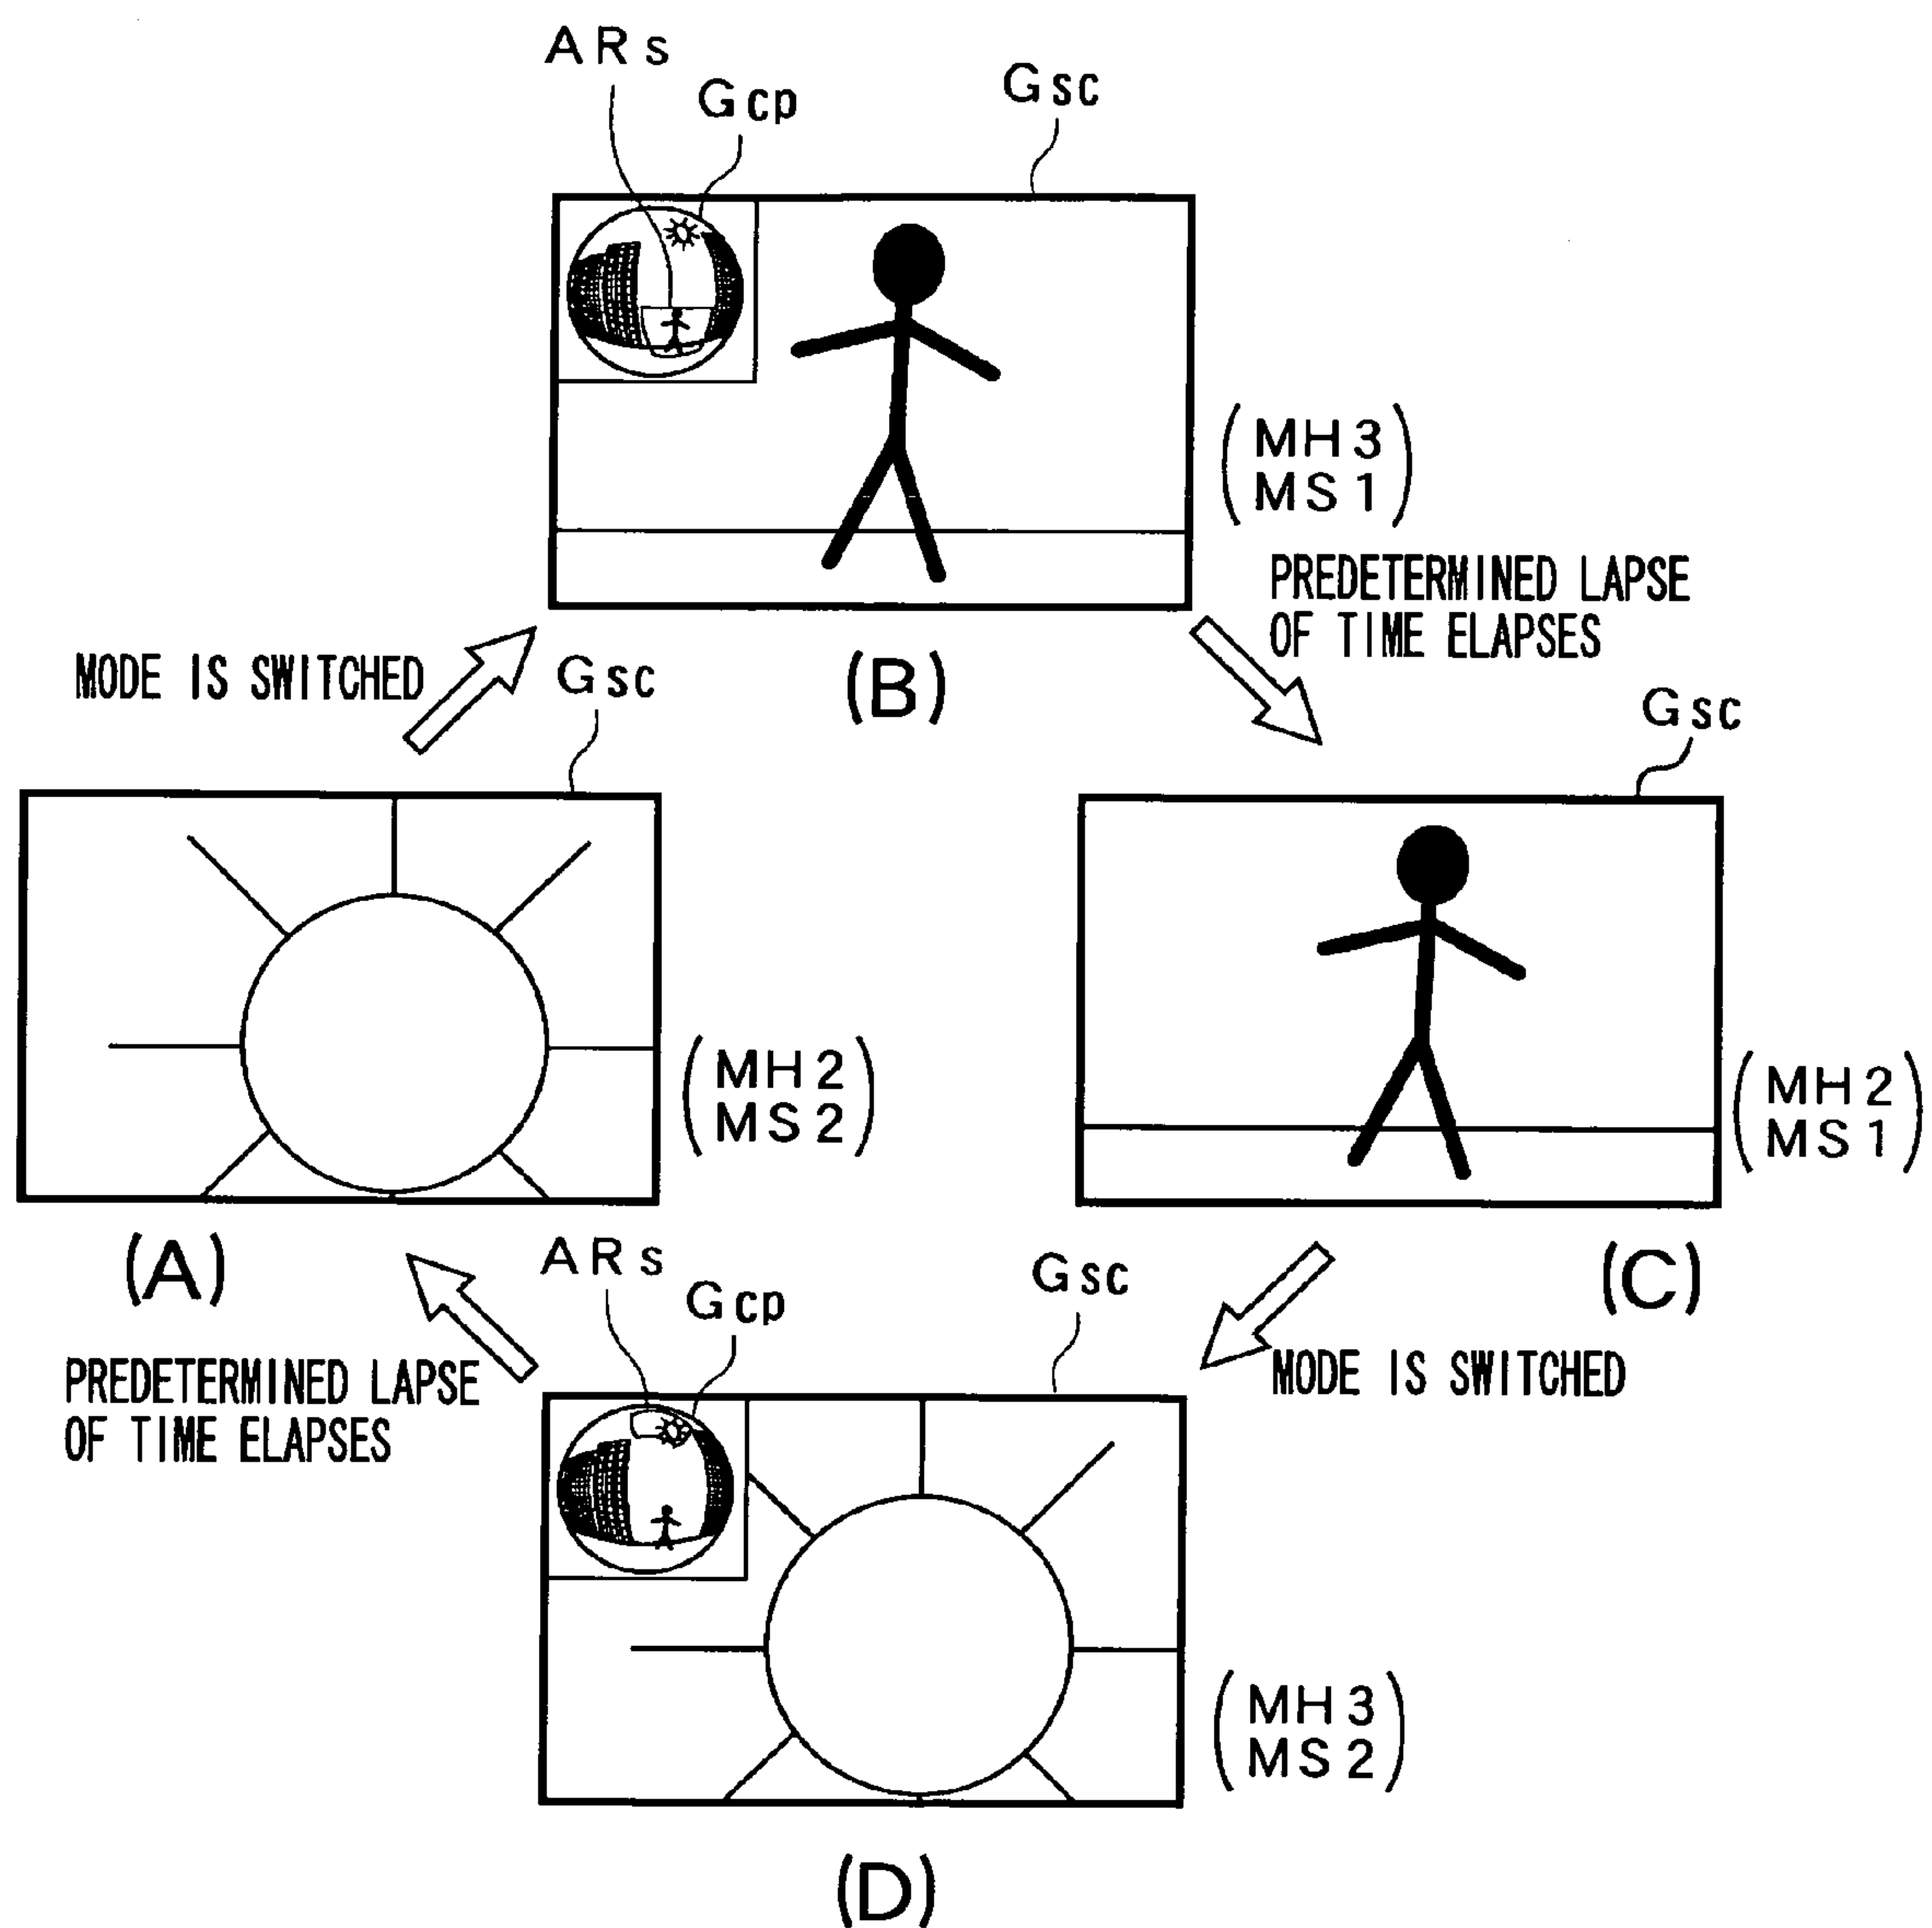 ARs
Gcp
Gsc
MH3
MS1
PREDETERMINED LAPSE
OF TIME ELAPSES
MODE IS SWITCHED
Gsc
(B)
Gsc
MH2
MS2
MH2
MS1
(A)
(C)
ARs
Gcp
Gsc
PREDETERMINED LAPSE
OF TIME ELAPSES
MODE IS SWITCHED
MH3
MS2
(D)